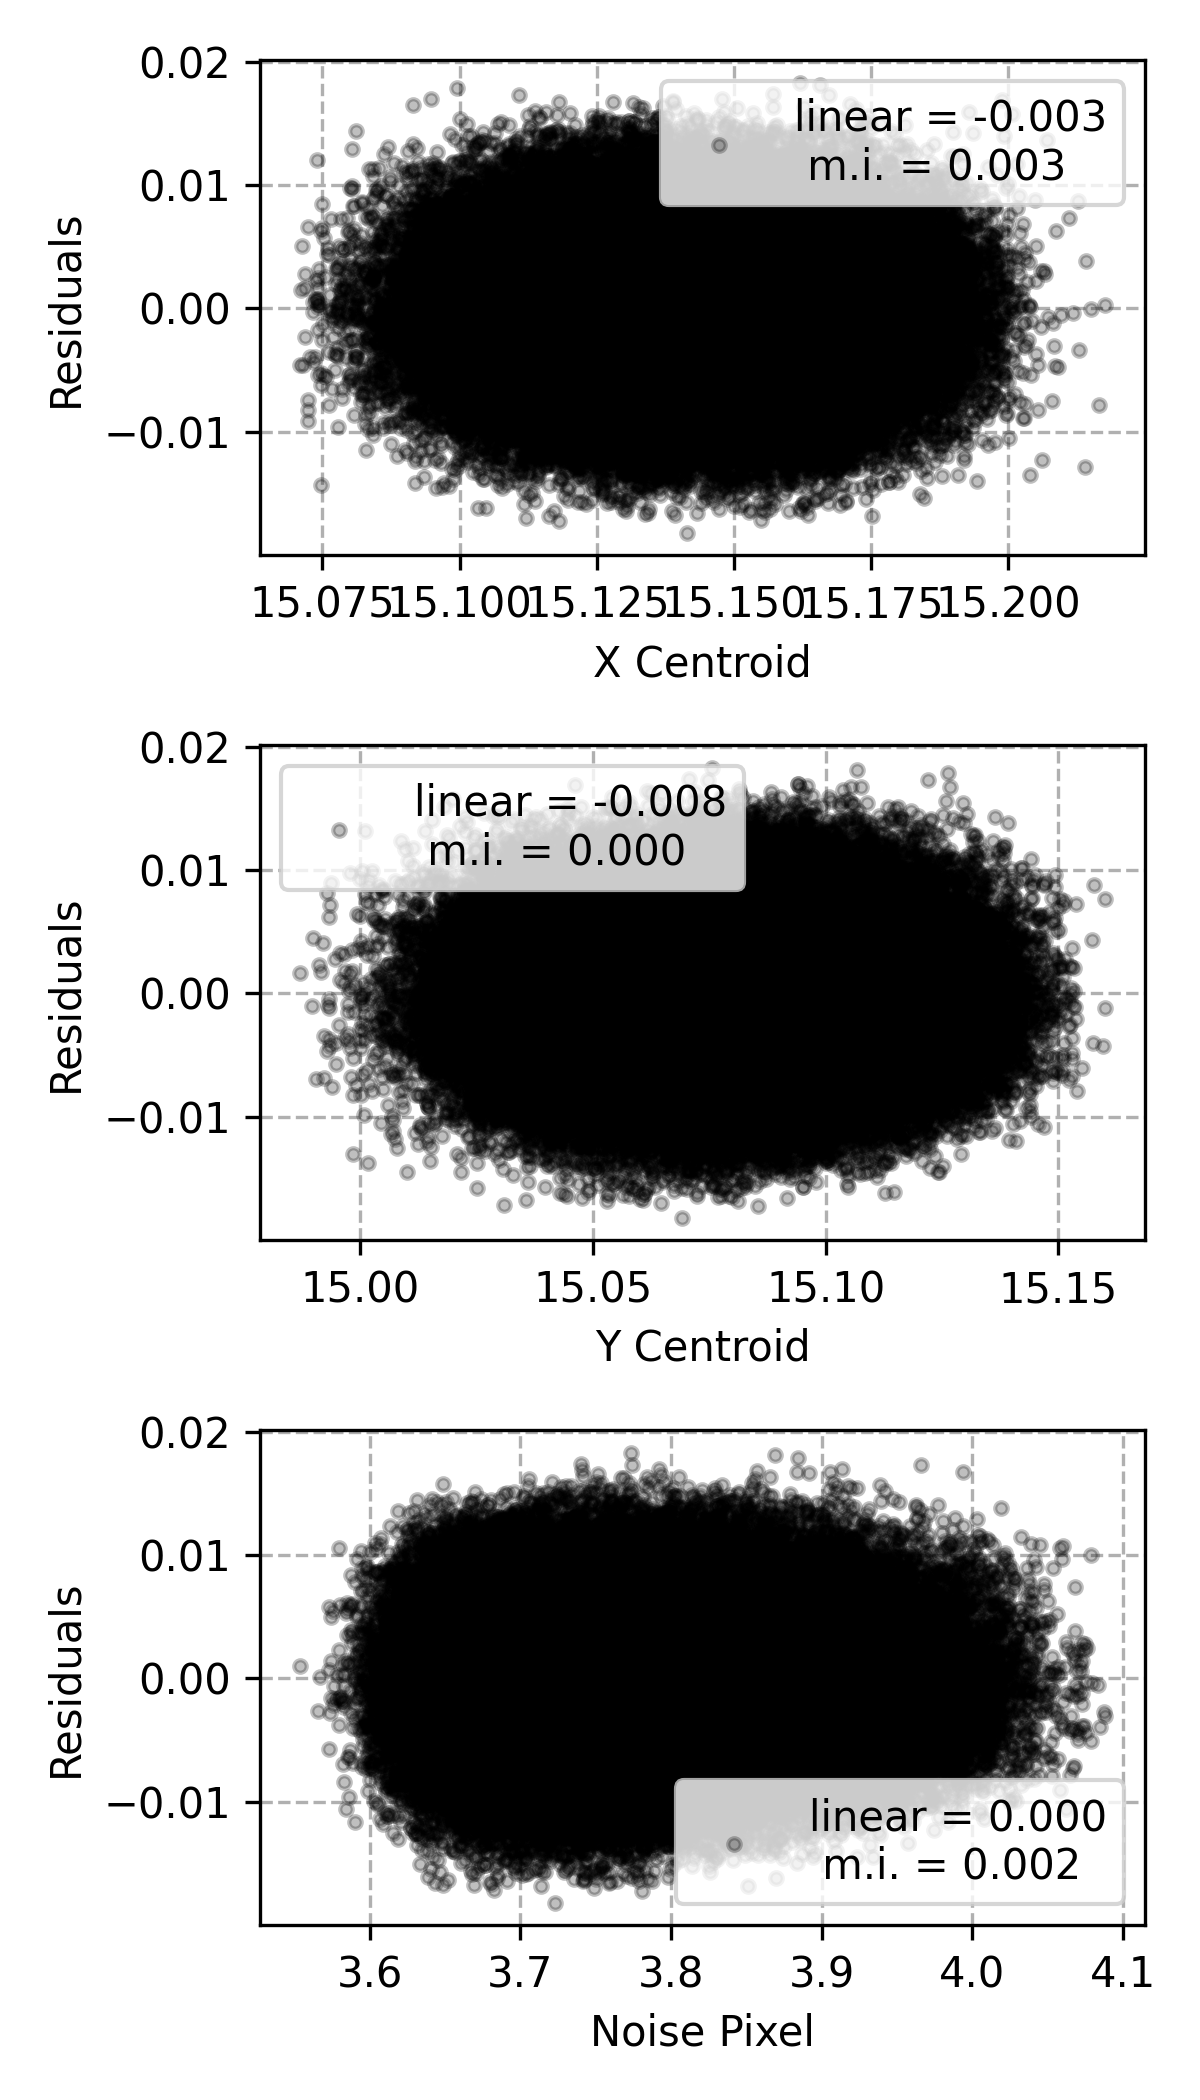 0.02
0.01
0.00
−0.01
Residuals
linear = -0.003
m.i. = 0.003
15.075 15.100 15.125 15.150 15.175 15.200
X Centroid
0.02
0.01
0.00
−0.01
Residuals
linear = -0.008
m.i. = 0.000
15.00 15.05 15.10 15.15
Y Centroid
0.02
0.01
0.00
−0.01
Residuals
linear = 0.000
m.i. = 0.002
3.6 3.7 3.8 3.9 4.0 4.1
Noise Pixel